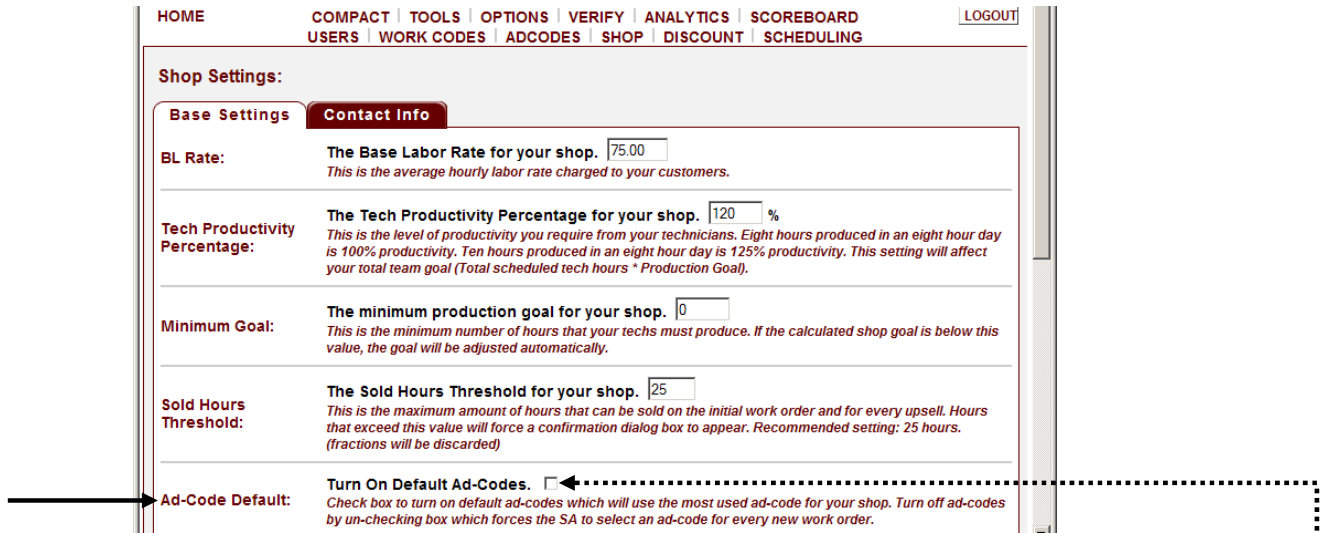 HOME COMPACT | TOOLS | OPTIONS | VERIFY | ANALYTICS | SCOREBOARD LOGOUT
USERS | WORK CODES | ADCODES | SHOP | DISCOUNT | SCHEDULING
Shop Settings:
Base Settings Contact Info
BL Rate:
The Base Labor Rate for your shop. 75.00
This is the average hourly labor rate charged to your customers.
Tech Productivity
Percentage:
The Tech Productivity Percentage for your shop. 120 %
This is the level of productivity you require from your technicians. Eight hours produced in an eight hour day
is 100% productivity. Ten hours produced in an eight hour day is 125% productivity. This setting will affect
your total team goal (Total scheduled tech hours * Production Goal).
Minimum Goal:
The minimum production goal for your shop. 0
This is the minimum number of hours that your techs must produce. If the calculated shop goal is below this
value, the goal will be adjusted automatically.
Sold Hours
Threshold:
The Sold Hours Threshold for your shop. 25
This is the maximum amount of hours that can be sold on the initial work order and for every upsell. Hours
that exceed this value will force a confirmation dialog box to appear. Recommended setting: 25 hours.
(fractions will be discarded)
Ad-Code Default:
Turn On Default Ad-Codes.
Check box to turn on default ad-codes which will use the most used ad-code for your shop. Turn off ad-codes
by un-checking box which forces the SA to select an ad-code for every new work order.